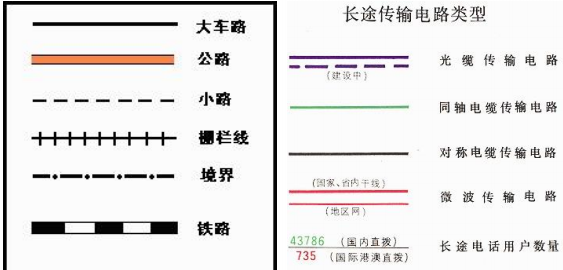 大车路
公路
小路
栅栏线
境界
铁路
长途传输电路类型
光缆传输电路
(建设中)
同轴电缆传输电路
对称电缆传输电路
(国家、省内干线)
微波传输电路
(地区网)
43786 (国内直拨)
长途电话用户数量
735 (国际港澳直拨)